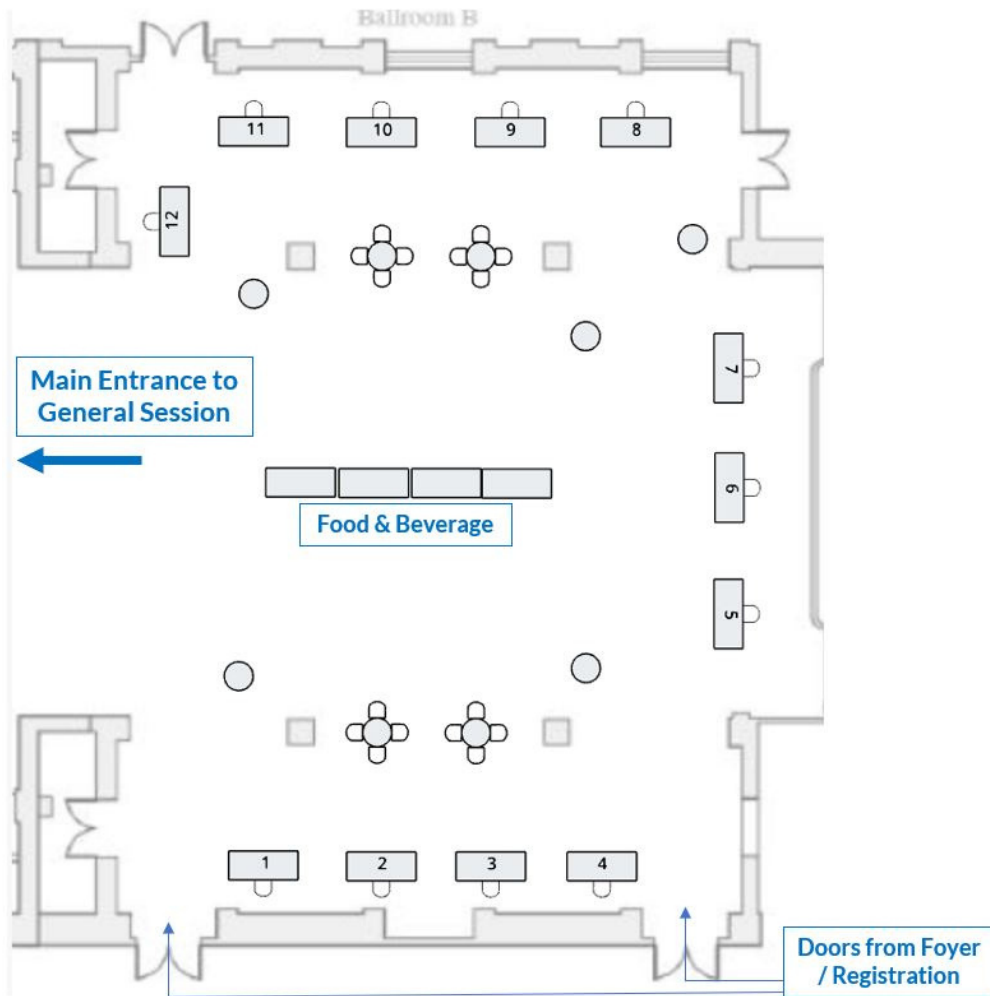 Ballroom B
11
10
9
8
12
7
Main Entrance to
General Session
6
Food & Beverage
5
1
2
3
4
Doors from Foyer
/ Registration